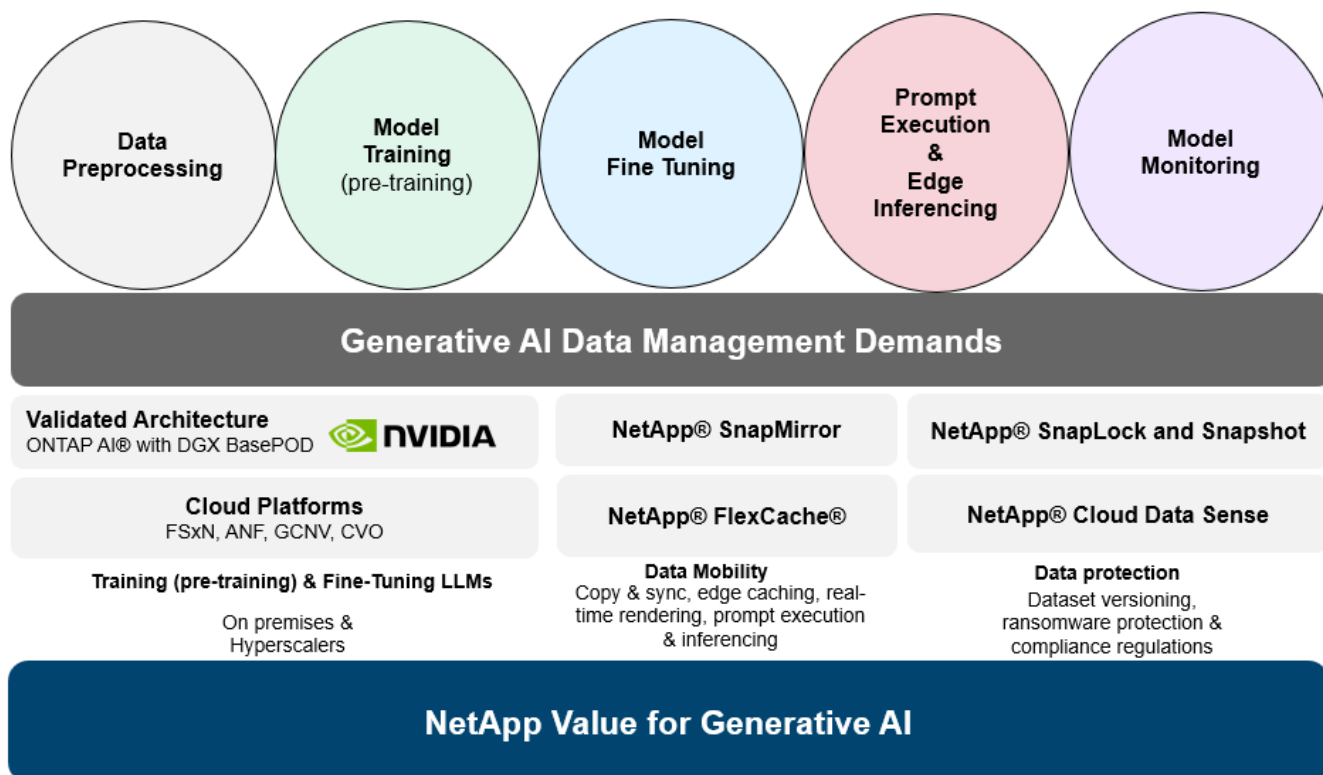 Data
Preprocessing
Model
Training
(pre-training)
Model
Fine Tuning
Prompt
Execution
&
Edge
Inferencing
Model
Monitoring
Generative AI Data Management Demands
Validated Architecture
ONTAP AI® with DGX BasePOD
NVIDIA
Cloud Platforms
FSxN, ANF, GCNV, CVO
Training (pre-training) & Fine-Tuning LLMs
On premises &
Hyperscalers
NetApp® SnapMirror
NetApp® FlexCache®
Data Mobility
Copy & sync, edge caching, real-
time rendering, prompt execution
& inferencing
NetApp® SnapLock and Snapshot
NetApp® Cloud Data Sense
Data protection
Dataset versioning,
ransomware protection &
compliance regulations
NetApp Value for Generative AI